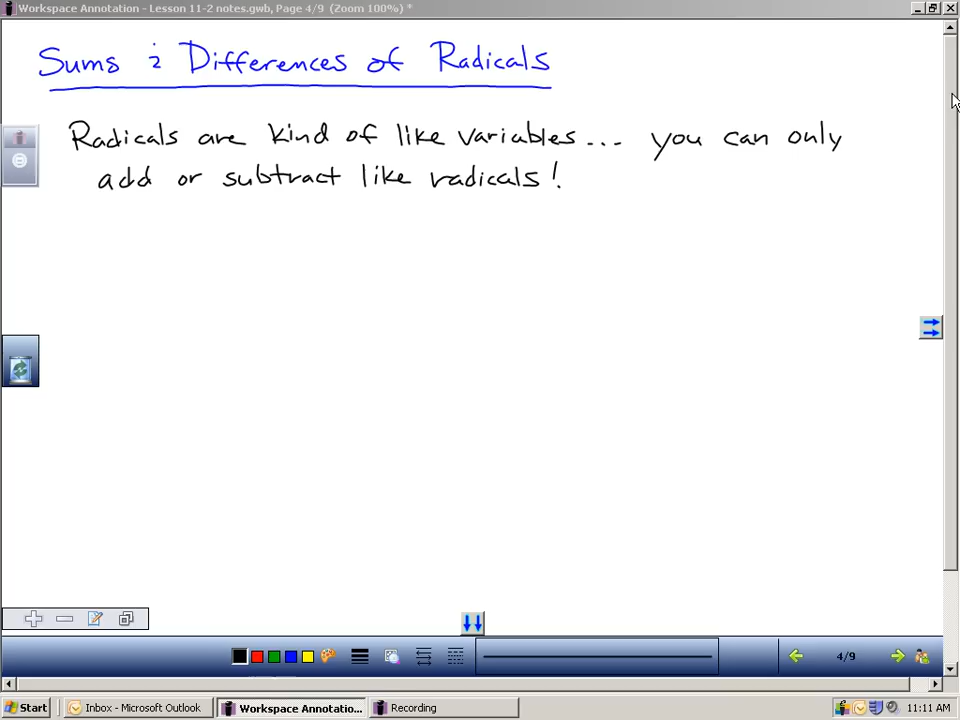 Workspace Annotation - Lesson 11-2 notes.gwb, Page 4/9 (Zoom 100%) *
Sums & Differences of Radicals
Radicals are kind of like variables... you can only
add or subtract like radicals!
4/9
Start
Inbox - Microsoft Outlook
Workspace Annotatio...
Recording
11:11 AM